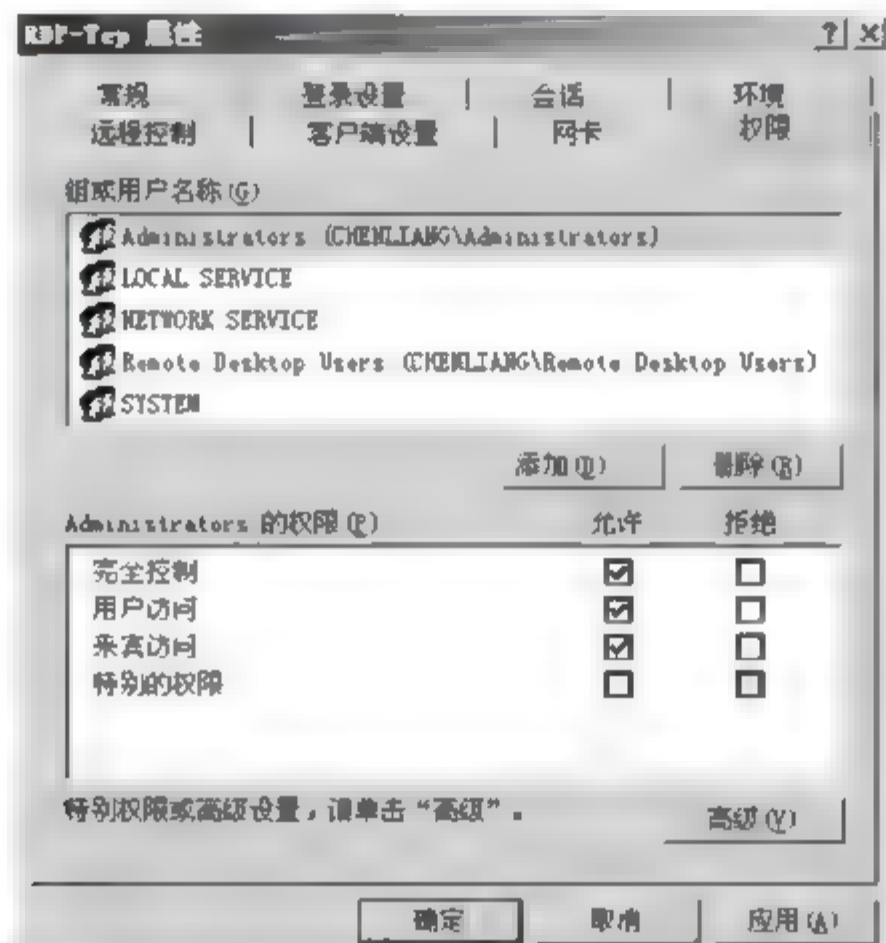 RDP-Tcp 属性
常规 登录设置 会话 环境
远程控制 客户端设置 网卡 权限
组或用户名称(G)
Administrators (CHENLIANG\Administrators)
LOCAL SERVICE
NETWORK SERVICE
Remote Desktop Users (CHENLIANG\Remote Desktop Users)
SYSTEM
添加(D) 删除(R)
Administrators 的权限(P) 允许 拒绝
完全控制
用户访问
来宾访问
特别的权限
特别权限或高级设置，请单击“高级”。
高级(V)
确定 取消 应用(A)